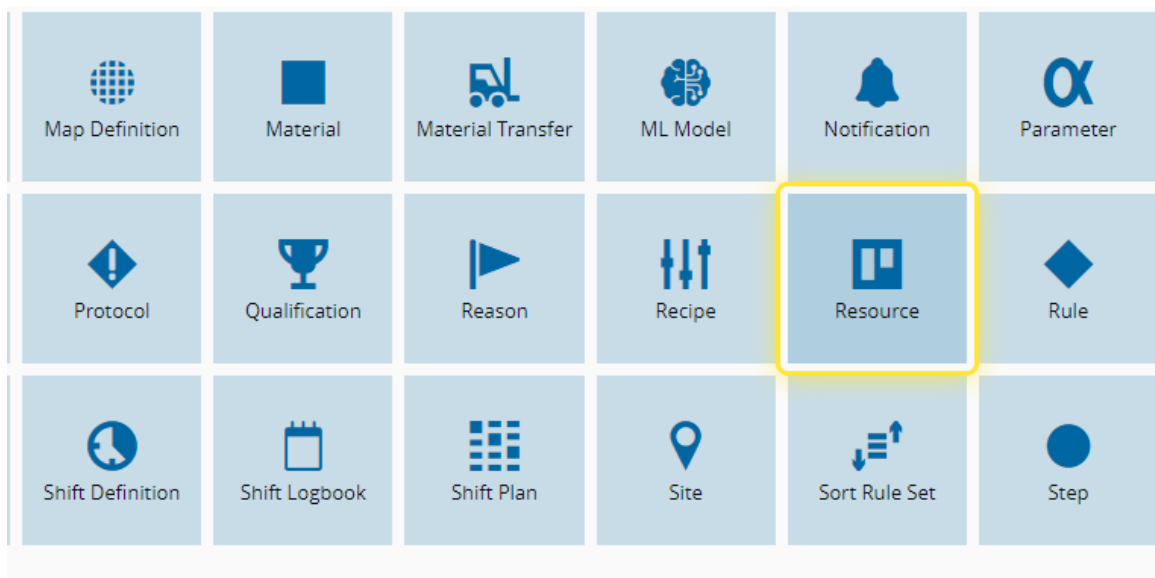 Map Definition
Material
Material Transfer
ML Model
Notification
Parameter
Protocol
Qualification
Reason
Recipe
Resource
Rule
Shift Definition
Shift Logbook
Shift Plan
Site
Sort Rule Set
Step